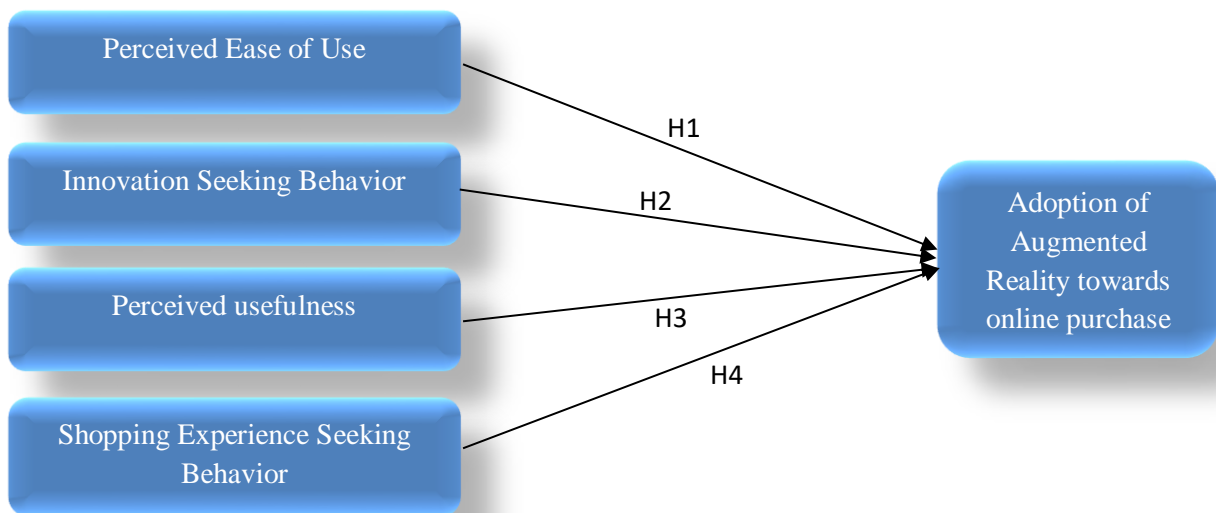 Perceived Ease of Use
H1
Innovation Seeking Behavior
H2
Adoption of
Augmented
Reality towards
online purchase
Perceived usefulness
H3
H4
Shopping Experience Seeking
Behavior